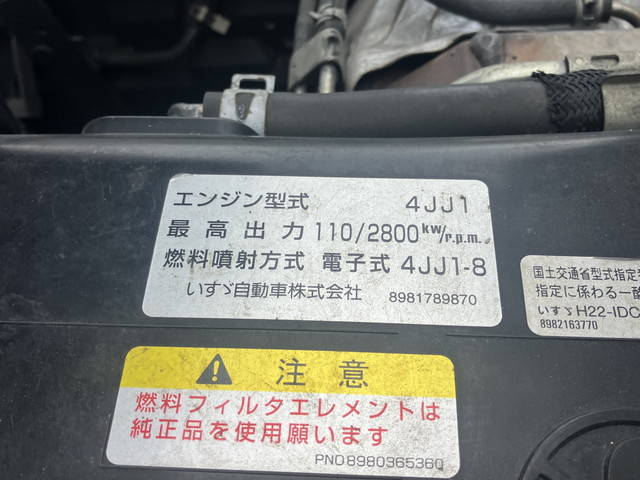 エンジン型式 4JJ1
最高出力 110/2800kW/r.p.m.
燃料噴射方式 電子式 4JJ1-8
いすゞ自動車株式会社 8981789870
国土交通省型式指定
指定に係わる一酸
いすゞH22-IDC
8982163770
⚠ 注意
燃料フィルタエレメントは
純正品を使用願います
PNO8980365360